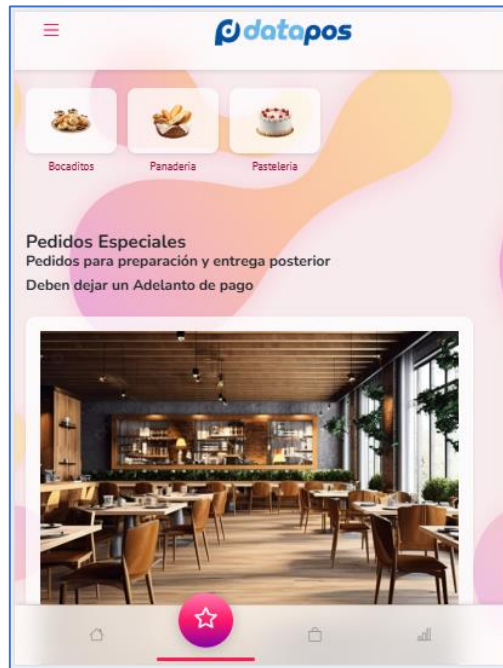 datapos
Bocaditos Panaderia Pasteleria
Pedidos Especiales
Pedidos para preparación y entrega posterior
Deben dejar un Adelanto de pago